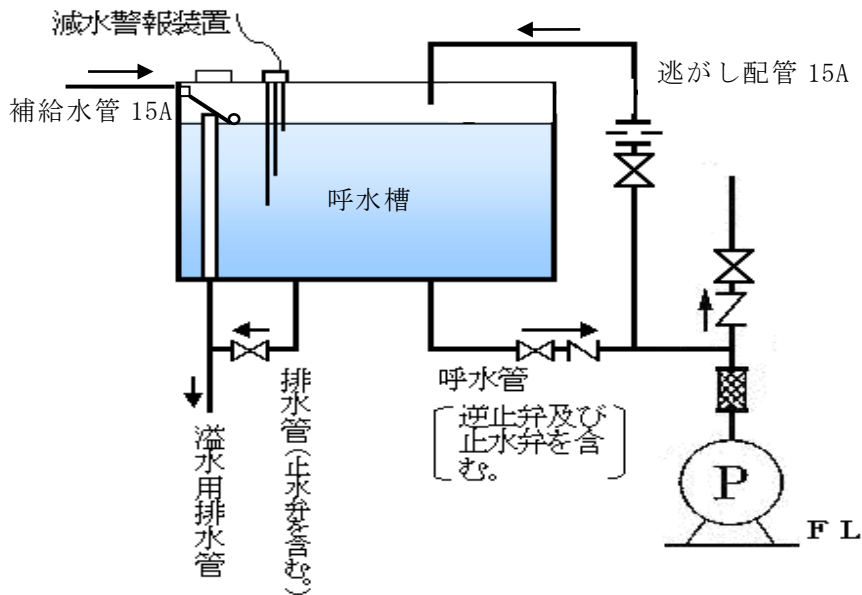 減水警報装置
補給水管 15A
逃がし配管 15A
呼水槽
呼水管
逆止弁及び
止水弁を含
む。
排水管(止水弁を含む。)
溢水用排水管
P
FL